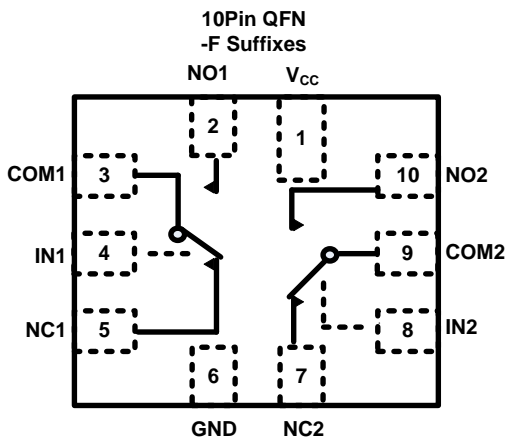 10Pin QFN
-F Suffixes
NO1 VCC
2 1
COM1 3 10 NO2
IN1 4 9 COM2
NC1 5 8 IN2
6 7
GND NC2